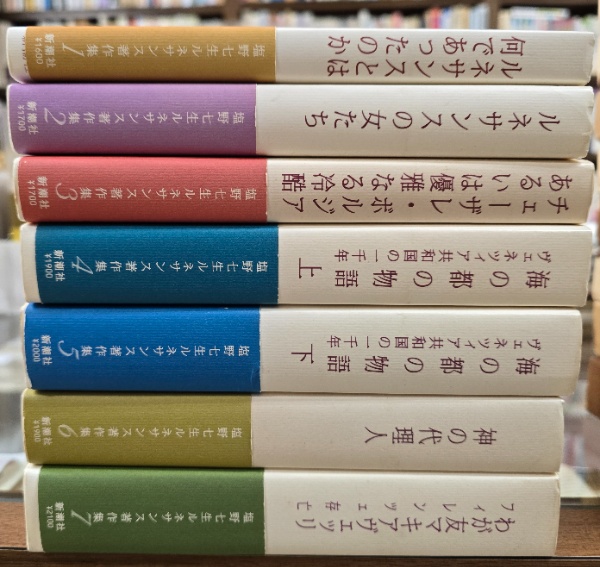 ルネサンスとは
何であったのか
塩野七生ルネサンス著作集
1
新潮社
¥1600
ルネサンスの女たち
塩野七生ルネサンス著作集
2
新潮社
¥1700
チェーザレ・ボルジア
あるいは優雅なる冷酷
塩野七生ルネサンス著作集
3
新潮社
¥1700
海の都の物語 上
ヴェネツィア共和国の一千年
塩野七生ルネサンス著作集
4
新潮社
¥1900
海の都の物語 下
ヴェネツィア共和国の一千年
塩野七生ルネサンス著作集
5
新潮社
¥2000
神の代理人
塩野七生ルネサンス著作集
6
新潮社
¥1900
わが友マキアヴェッリ
フィレンツェ存亡
塩野七生ルネサンス著作集
7
新潮社
¥2100